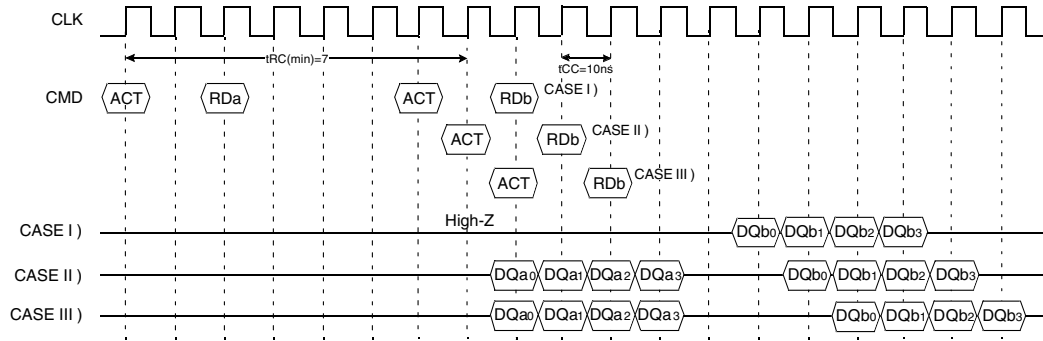 CLK
tRC(min)=7
tCC=10ns
CMD ACT RDa ACT RDb CASE I )
ACT RDb CASE II )
ACT RDb CASE III )
High-Z
CASE I ) DQb0 DQb1 DQb2 DQb3
CASE II ) DQa0 DQa1 DQa2 DQa3 DQb0 DQb1 DQb2 DQb3
CASE III ) DQa0 DQa1 DQa2 DQa3 DQb0 DQb1 DQb2 DQb3